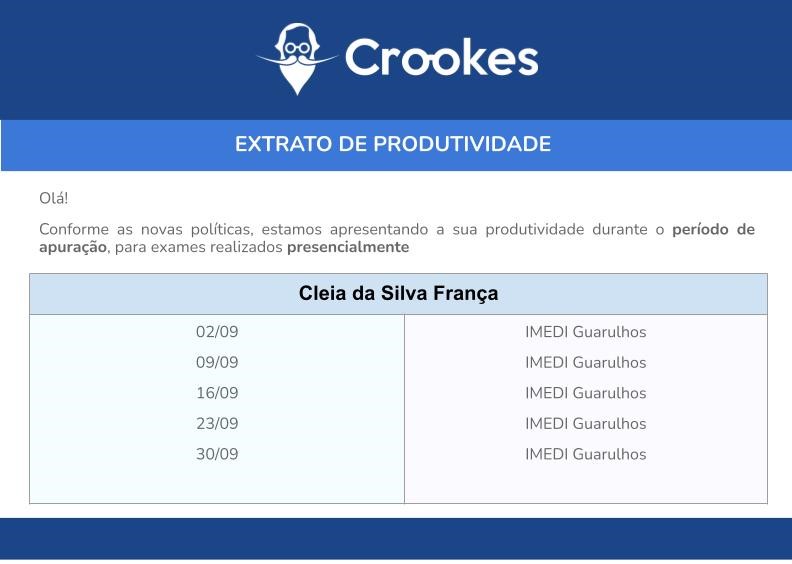 Crookes
EXTRATO DE PRODUTIVIDADE
Olá!
Conforme as novas políticas, estamos apresentando a sua produtividade durante o período de
apuração, para exames realizados presencialmente
Cleia da Silva França
02/09 IMEDI Guarulhos
09/09 IMEDI Guarulhos
16/09 IMEDI Guarulhos
23/09 IMEDI Guarulhos
30/09 IMEDI Guarulhos